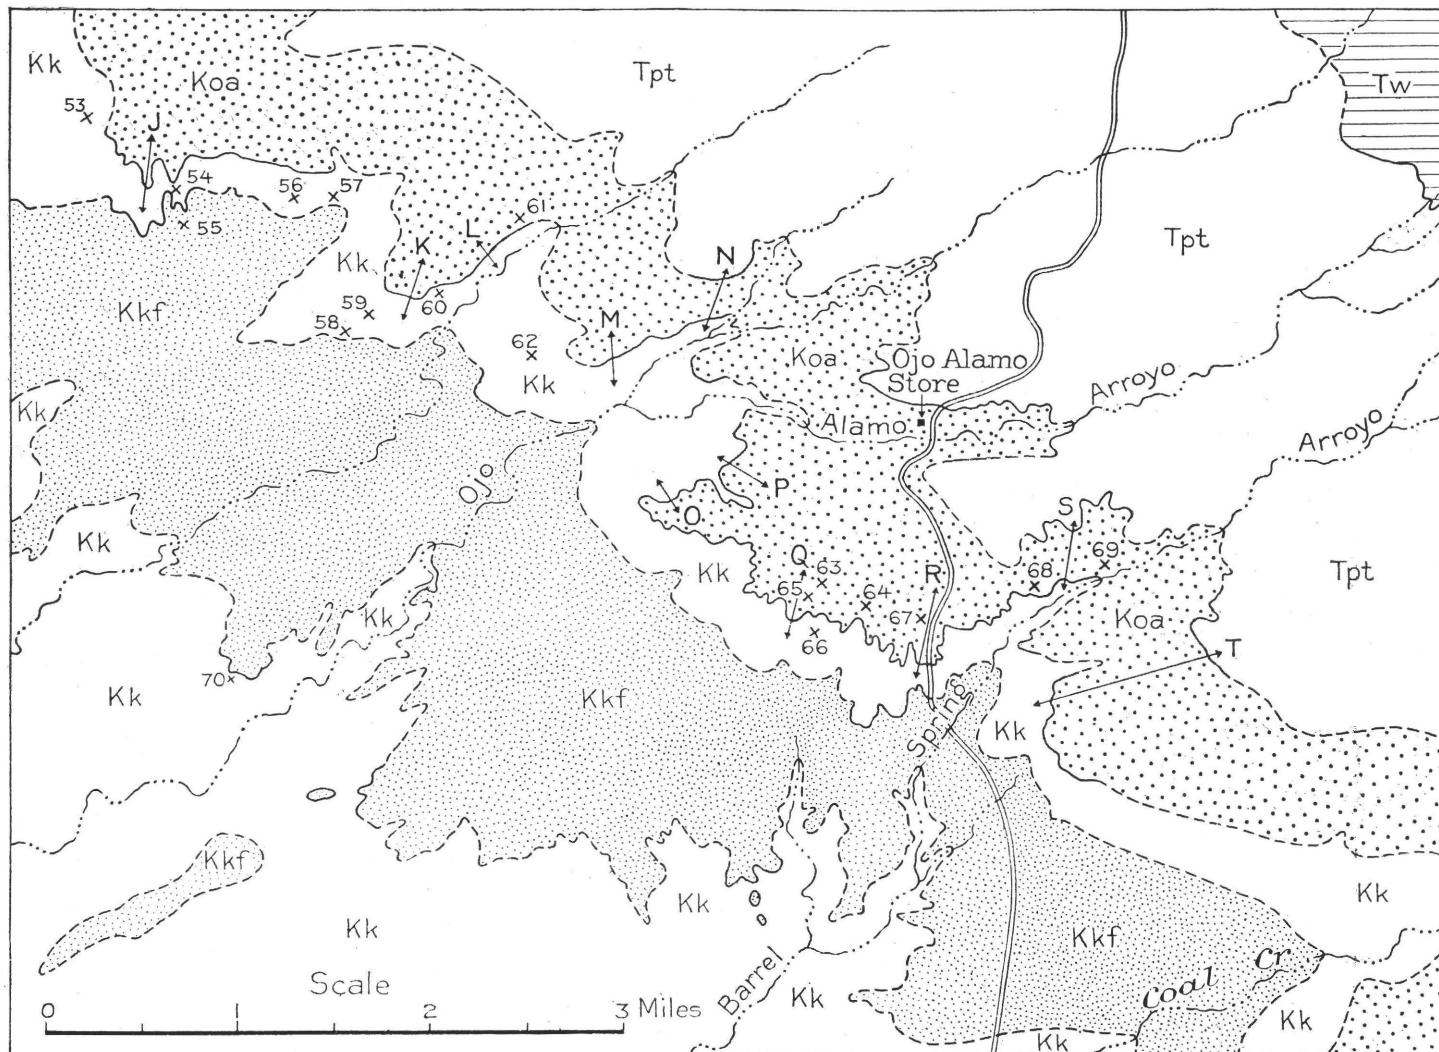 Kk
Koa
Tpt
Tw
53
J
54
55
56
57
61
L
K
Kk
N
Tpt
Kkf
59
58
60
M
62
Kk
Koa
Ojo Alamo
Store
Arroyo
Alamo
Arroyo
Kk
Ojo
P
O
S
Kk
Kk
Q
63
65
64
R
67
66
68
69
Tpt
Koa
Kk
T
70
Kk
Kkf
Spring
Kk
Kkf
Kk
Kk
Kk
Kkf
Coal Cr
Barrel
Kk
Kk
Kk
Scale
0 1 2 3 Miles